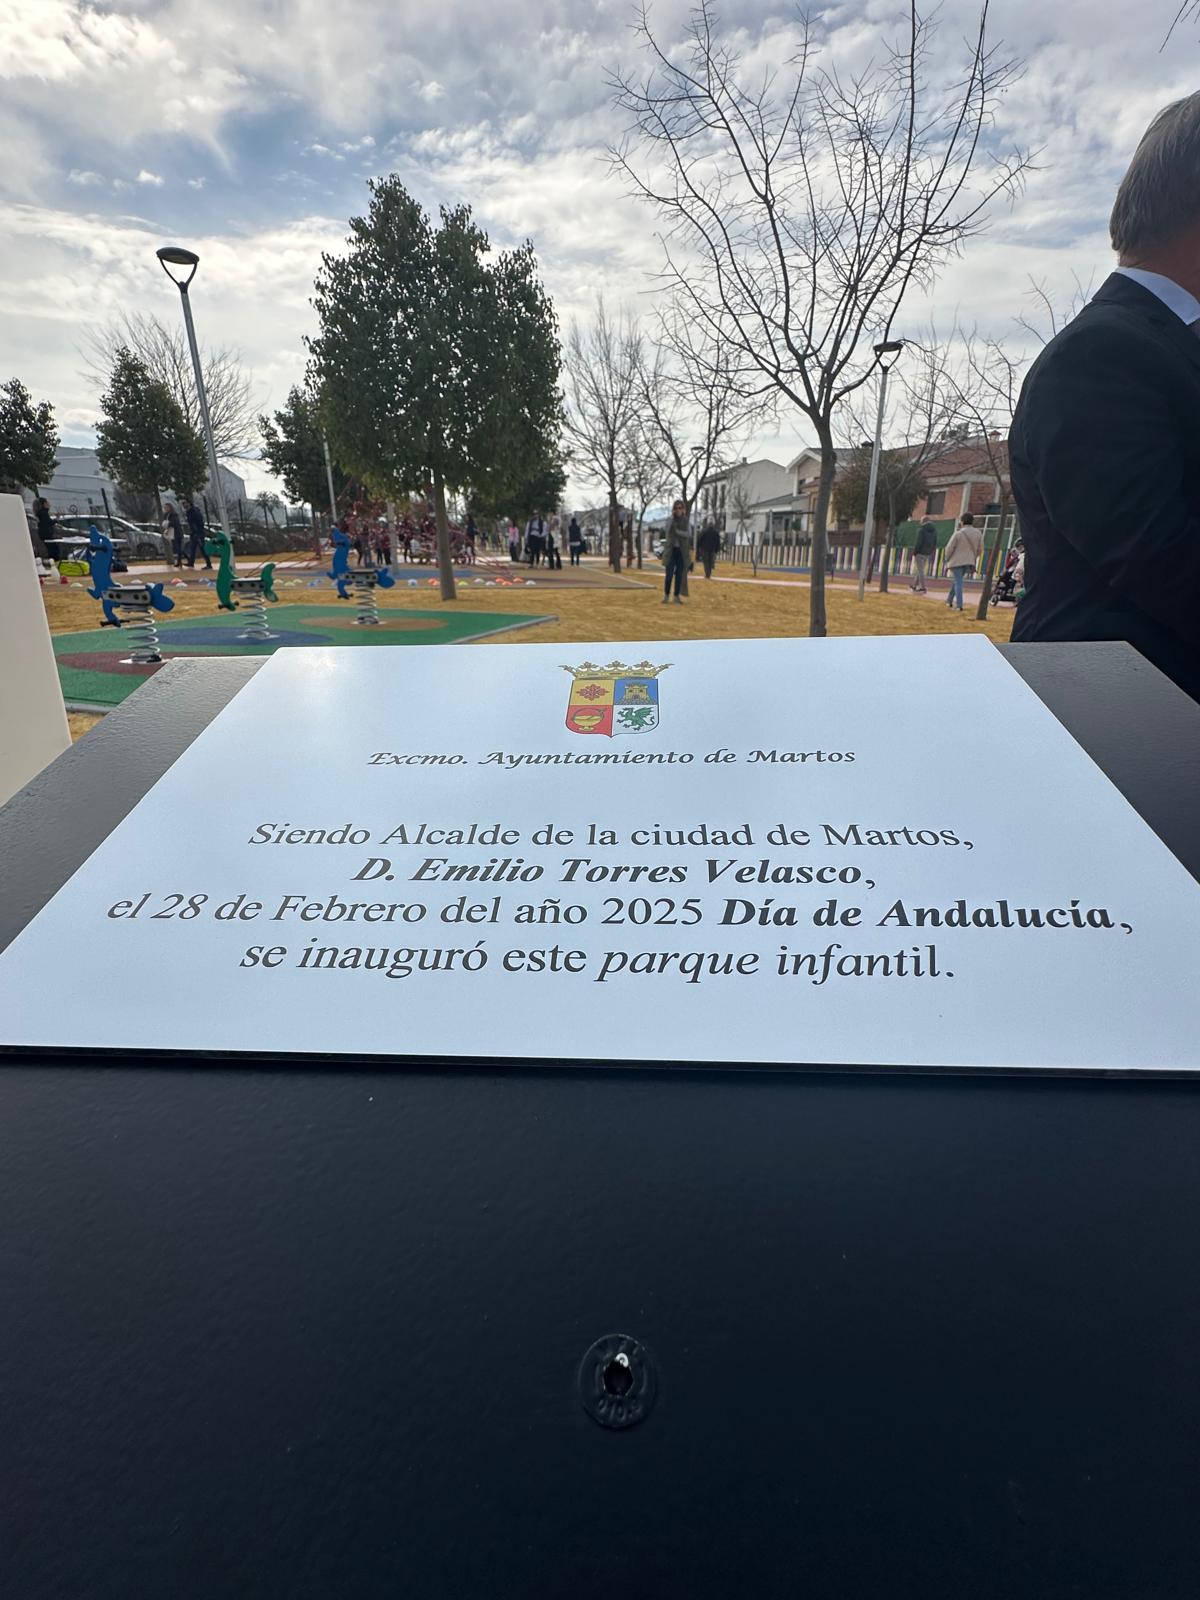 Excmo. Ayuntamiento de Martos
Siendo Alcalde de la ciudad de Martos,
D. Emilio Torres Velasco,
el 28 de Febrero del año 2025 Día de Andalucía,
se inauguró este parque infantil.